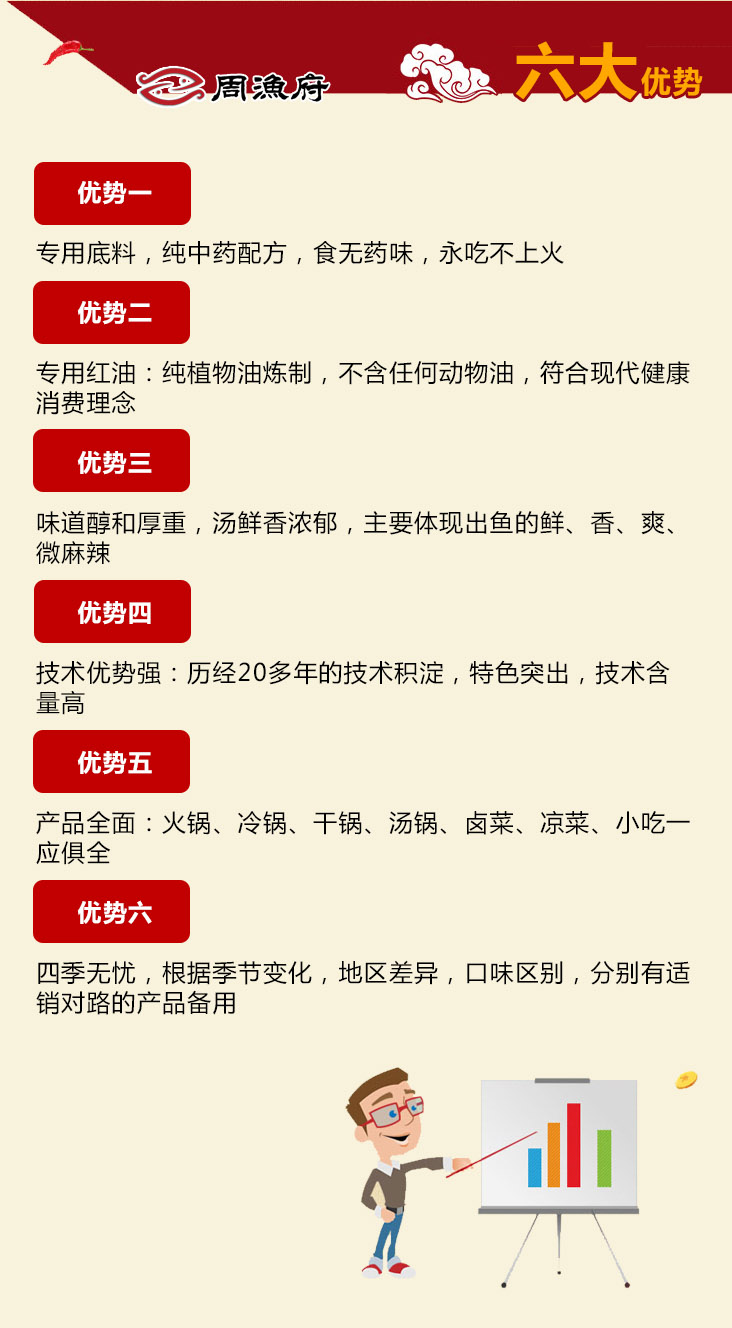 周漁府
六大优势
优势一
专用底料，纯中药配方，食无药味，永吃不上火
优势二
专用红油：纯植物油炼制，不含任何动物油，符合现代健康
消费理念
优势三
味道醇和厚重，汤鲜香浓郁，主要体现出鱼的鲜、香、爽、
微麻辣
优势四
技术优势强：历经20多年的技术积淀，特色突出，技术含
量高
优势五
产品全面：火锅、冷锅、干锅、汤锅、卤菜、凉菜、小吃一
应俱全
优势六
四季无忧，根据季节变化，地区差异，口味区别，分别有适
销对路的产品备用